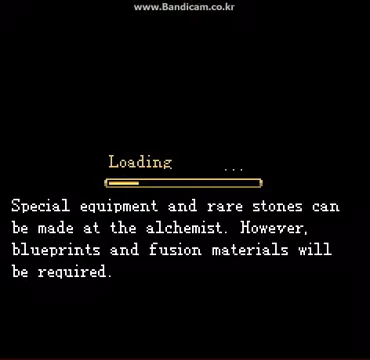 www.Bandicam.co.kr
Loading ...
Special equipment and rare stones can
be made at the alchemist. However,
blueprints and fusion materials will
be required.